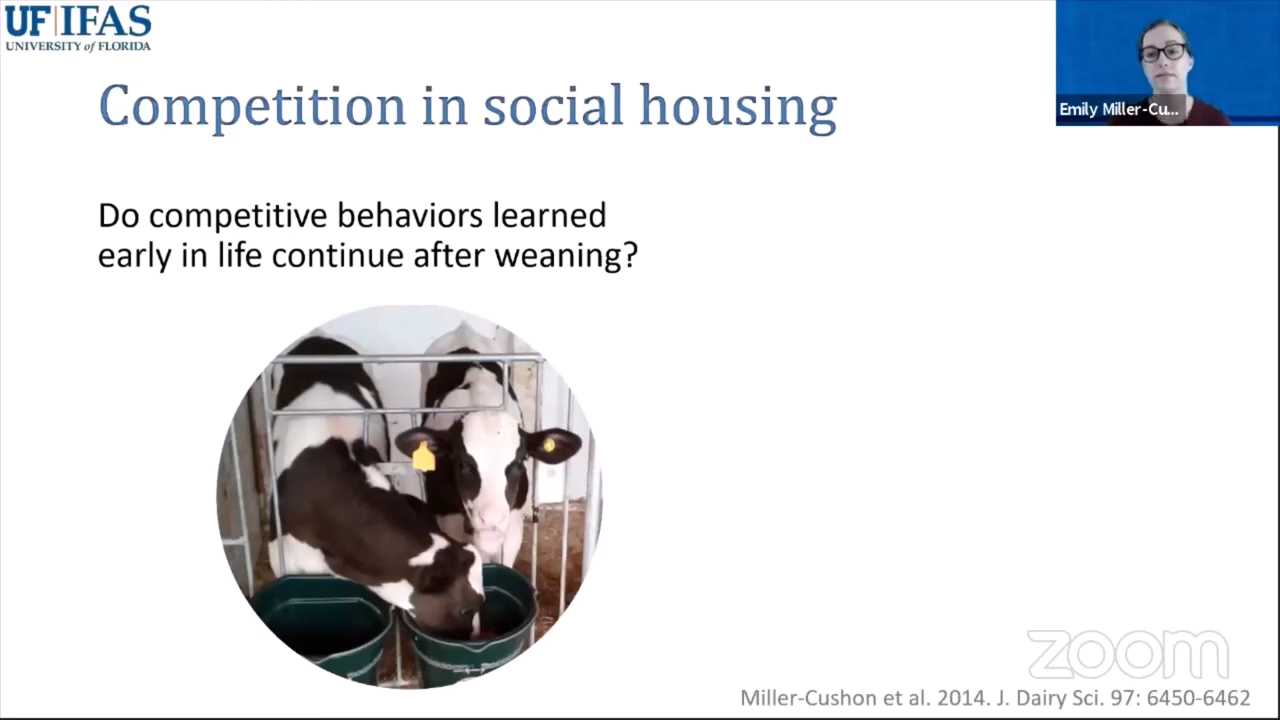 UF|IFAS
UNIVERSITY of FLORIDA
Emily Miller-Cu...
Competition in social housing
Do competitive behaviors learned
early in life continue after weaning?
zoom
Miller-Cushon et al. 2014. J. Dairy Sci. 97: 6450-6462